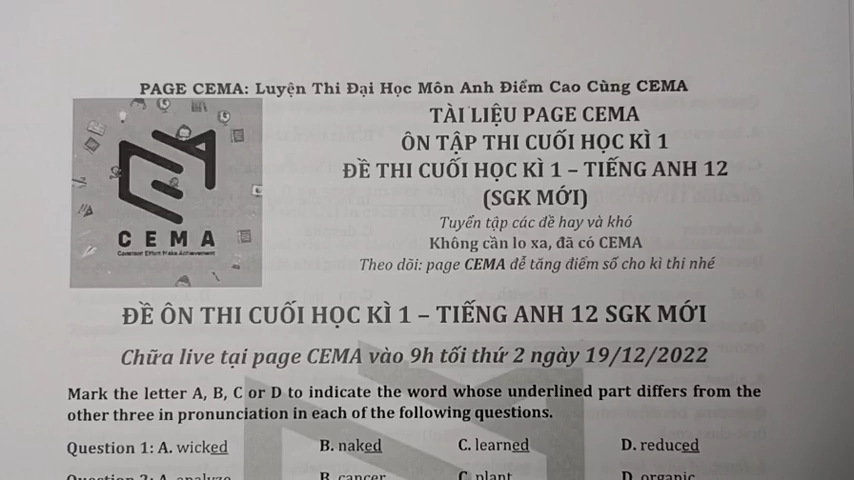 PAGE CEMA: Luyện Thi Đại Học Môn Anh Điểm Cao Cùng CEMA
TÀI LIỆU PAGE CEMA
ÔN TẬP THI CUỐI HỌC KÌ 1
ĐỀ THI CUỐI HỌC KÌ 1 – TIẾNG ANH 12
(SGK MỚI)
Tuyển tập các đề hay và khó
Không cần lo xa, đã có CEMA
Theo dõi: page CEMA để tăng điểm số cho kì thi nhé
CEMA
ĐỀ ÔN THI CUỐI HỌC KÌ 1 – TIẾNG ANH 12 SGK MỚI
Chữa live tại page CEMA vào 9h tối thứ 2 ngày 19/12/2022
Mark the letter A, B, C or D to indicate the word whose underlined part differs from the
other three in pronunciation in each of the following questions.
Question 1: A. wicked B. naked C. learned D. reduced
Question 2: A. analyze B. cancer C. plant D. organic